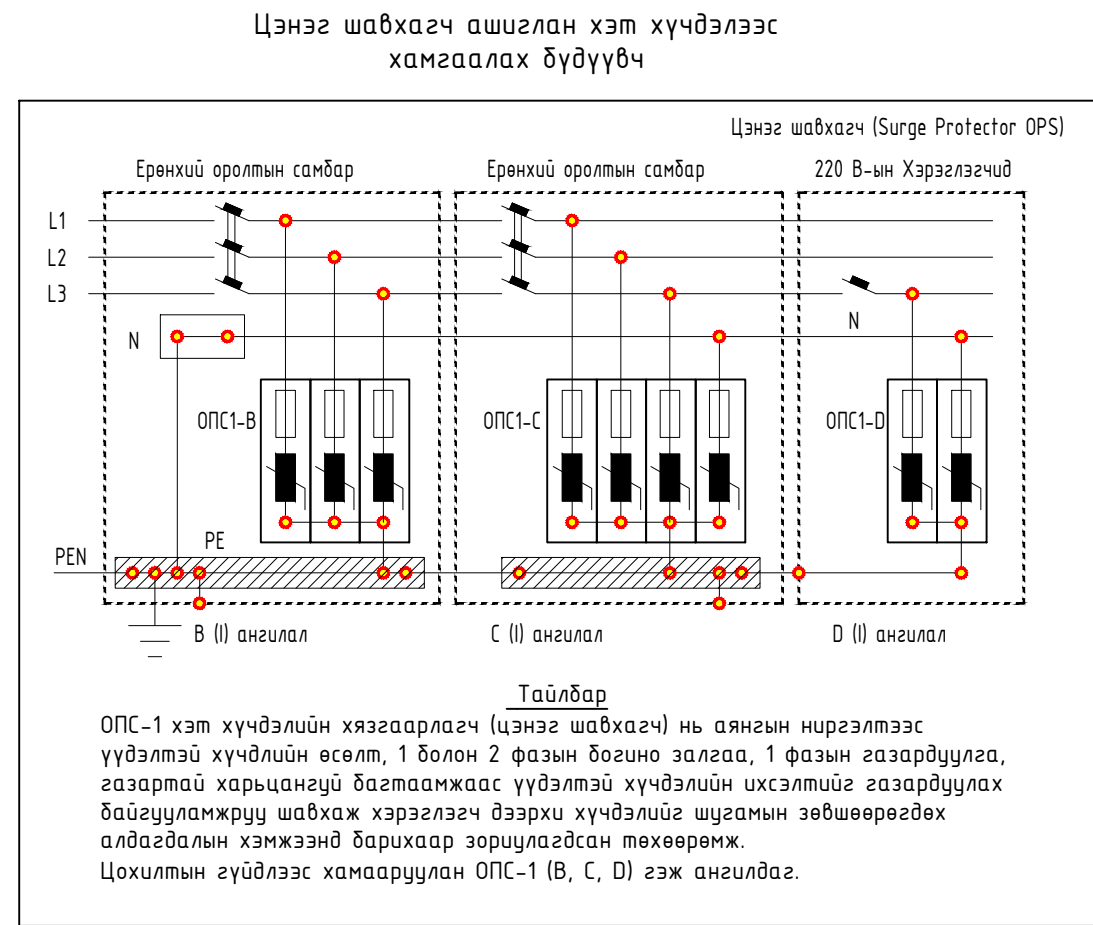 Цэнэг шавхагч ашиглан хэт хүчдэлээс
хамгаалах бүдүүвч
Цэнэг шавхагч (Surge Protector OPS)
Ерөнхий оролтын самбар
Ерөнхий оролтын самбар
220 В-ын Хэрэглэгчид
L1
L2
L3
N
N
ОПС1-B
ОПС1-C
ОПС1-D
PE
PEN
B (I) ангилал
C (I) ангилал
D (I) ангилал
Тайлбар
ОПС-1 хэт хүчдэлийн хязгаарлагч (цэнэг шавхагч) нь аянгын ниргэлтээс
үүдэлтэй хүчдлийн өсөлт, 1 болон 2 фазын богино залгаа, 1 фазын газардуулга,
газартай харьцангуй багтаамжаас үүдэлтэй хүчдэлийн ихсэлтийг газардуулах
байгууламжруу шавхаж хэрэглэгч дээрхи хүчдэлийг шугамын зөвшөөрөгдөх
алдагдалын хэмжээнд барихаар зориулагдсан төхөөрөмж.
Цохилтын гүйдлээс хамааруулан ОПС-1 (B, C, D) гэж ангилдаг.